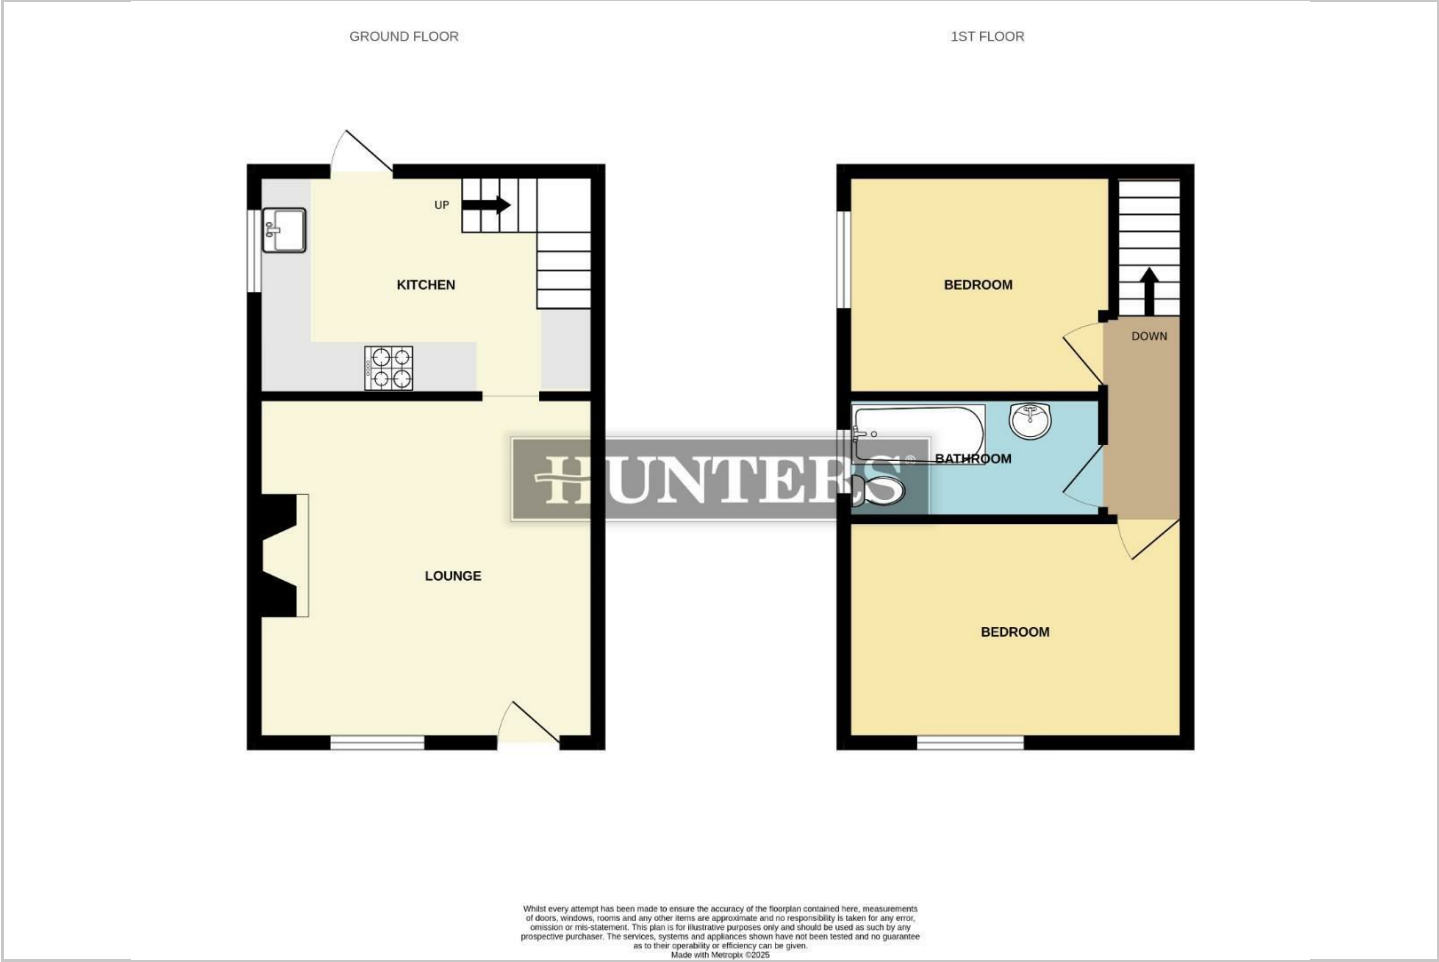 GROUND FLOOR
1ST FLOOR
UP
KITCHEN
BEDROOM
DOWN
HUNTERS®
BATHROOM
LOUNGE
BEDROOM
Whilst every attempt has been made to ensure the accuracy of the floorplan contained here, measurements
of doors, windows, rooms and any other items are approximate and no responsibility is taken for any error,
omission or mis-statement. This plan is for illustrative purposes only and should be used as such by any
prospective purchaser. The services, systems and appliances shown have not been tested and no guarantee
as to their operability or efficiency can be given.
Made with Metropix ©2025